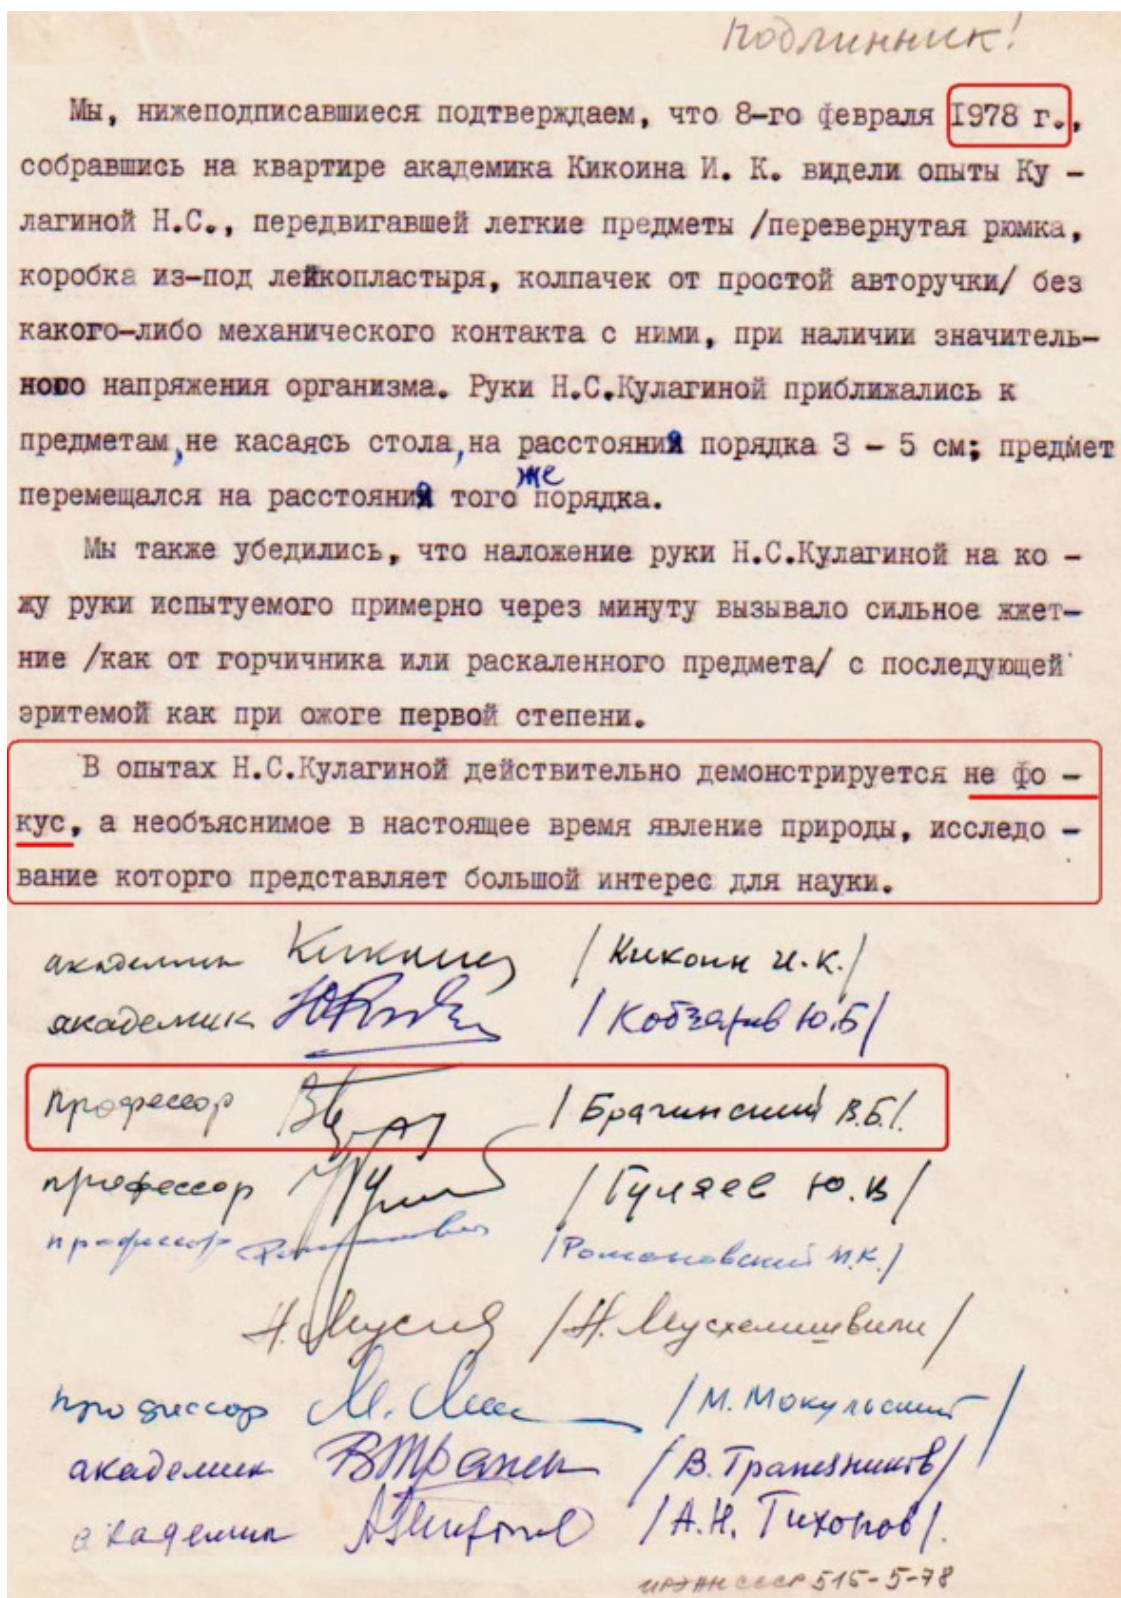 Подлинник!
Мы, нижеподписавшиеся подтверждаем, что 8-го февраля 1978 г.,
собравшись на квартире академика Кикоина И. К. видели опыты Ку -
лагиной Н.С., передвигавшей легкие предметы /перевернутая рюмка,
коробка из-под лейкопластыря, колпачек от простой авторучки/ без
какого-либо механического контакта с ними, при наличии значитель-
ного напряжения организма. Руки Н.С.Кулагиной приближались к
предметам, не касаясь стола, на расстояния порядка 3 - 5 см; предмет
же
перемещался на расстояния того порядка.
Мы также убедились, что наложение руки Н.С.Кулагиной на ко -
жу руки испытуемого примерно через минуту вызывало сильное жжет-
ние /как от горчичника или раскаленного предмета/ с последующей
эритемой как при ожоге первой степени.
В опытах Н.С.Кулагиной действительно демонстрируется не фо -
кус, а необъяснимое в настоящее время явление природы, исследо -
вание которго представляет большой интерес для науки.
академик /Кикоин И.К./
академик /Кобзарев Ю.Б/
профессор /Брагинский В.Б./.
профессор /Гуляев Ю.В/
профессор /Романовский
/Н. Мусхелишвили/
профессор /М. Мокульский/
академик /В. Трапезников/
академик /А.Н. Тихонов/.
ИРЭ АН СССР 515-5-78